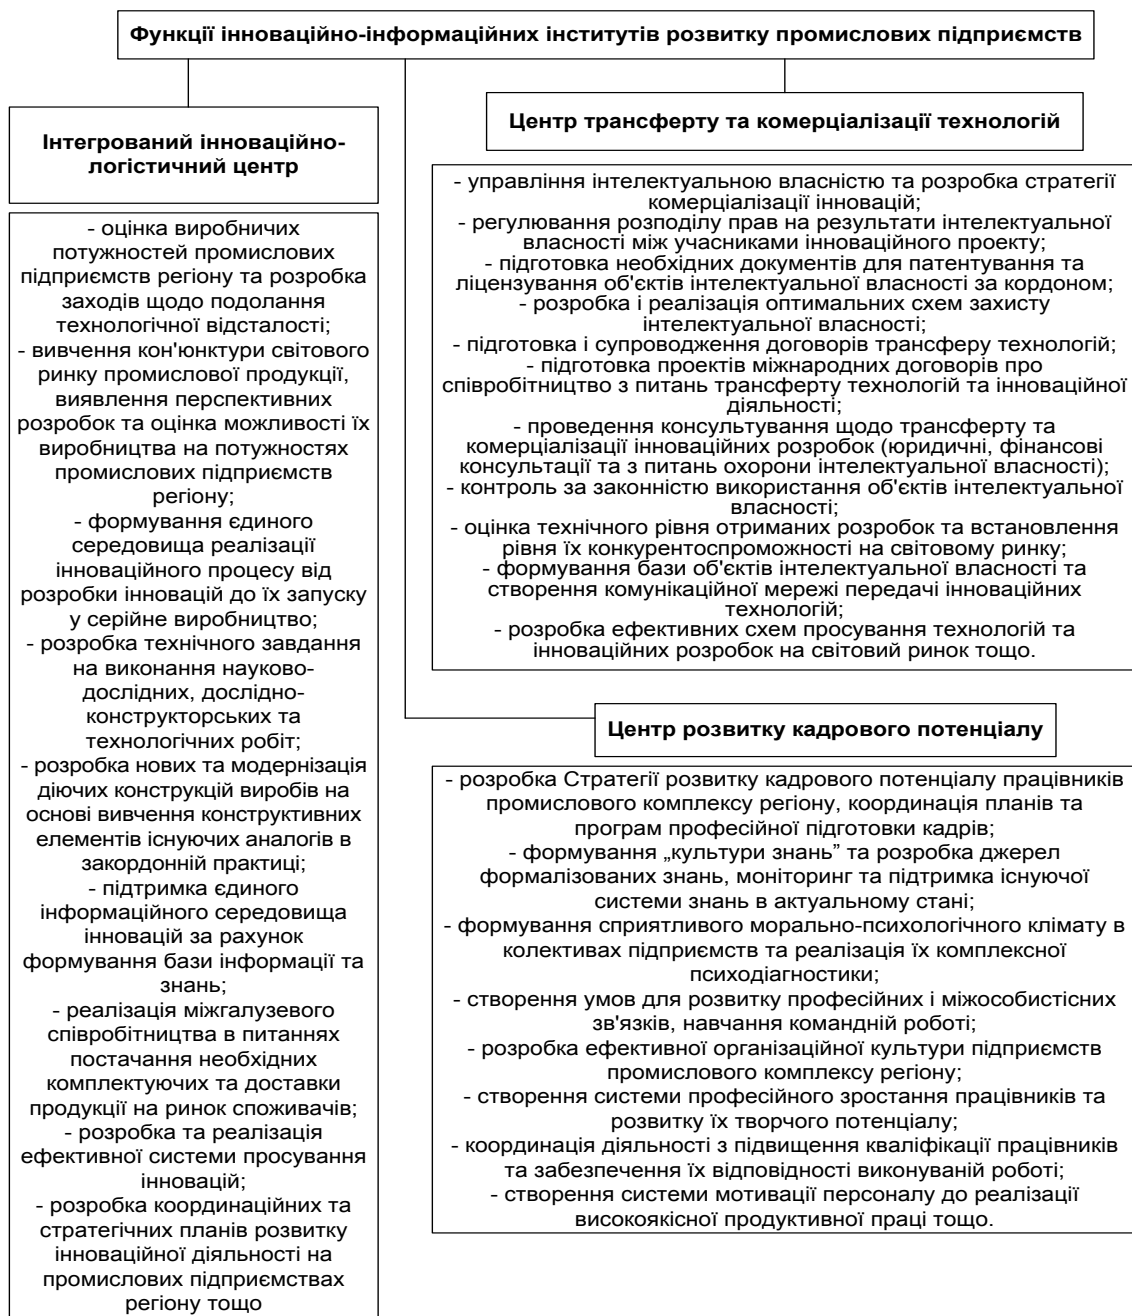 Функції інноваційно-інформаційних інститутів розвитку промислових підприємств
Інтегрований інноваційно-
логістичний центр
- оцінка виробничих
потужностей промислових
підприємств регіону та розробка
заходів щодо подолання
технологічної відсталості;
- вивчення кон'юнктури світового
ринку промислової продукції,
виявлення перспективних
розробок та оцінка можливості їх
виробництва на потужностях
промислових підприємств
регіону;
- формування єдиного
середовища реалізації
інноваційного процесу від
розробки інновацій до їх запуску
у серійне виробництво;
- розробка технічного завдання
на виконання науково-
дослідних, дослідно-
конструкторських та
технологічних робіт;
- розробка нових та модернізація
діючих конструкцій виробів на
основі вивчення конструктивних
елементів існуючих аналогів в
закордонній практиці;
- підтримка єдиного
інформаційного середовища
інновацій за рахунок
формування бази інформації та
знань;
- реалізація міжгалузевого
співробітництва в питаннях
постачання необхідних
комплектуючих та доставки
продукції на ринок споживачів;
- розробка та реалізація
ефективної системи просування
інновацій;
- розробка координаційних та
стратегічних планів розвитку
інноваційної діяльності на
промислових підприємствах
регіону тощо
Центр трансферту та комерціалізації технологій
- управління інтелектуальною власністю та розробка стратегії
комерціалізації інновацій;
- регулювання розподілу прав на результати інтелектуальної
власності між учасниками інноваційного проекту;
- підготовка необхідних документів для патентування та
ліцензування об'єктів інтелектуальної власності за кордоном;
- розробка і реалізація оптимальних схем захисту
інтелектуальної власності;
- підготовка і супроводження договорів трансферу технологій;
- підготовка проектів міжнародних договорів про
співробітництво з питань трансферту технологій та інноваційної
діяльності;
- проведення консультування щодо трансферту та
комерціалізації інноваційних розробок (юридичні, фінансові
консультації та з питань охорони інтелектуальної власності);
- контроль за законністю використання об'єктів інтелектуальної
власності;
- оцінка технічного рівня отриманих розробок та встановлення
рівня їх конкурентоспроможності на світовому ринку;
- формування бази об'єктів інтелектуальної власності та
створення комунікаційної мережі передачі інноваційних
технологій;
- розробка ефективних схем просування технологій та
інноваційних розробок на світовий ринок тощо.
Центр розвитку кадрового потенціалу
- розробка Стратегії розвитку кадрового потенціалу працівників
промислового комплексу регіону, координація планів та
програм професійної підготовки кадрів;
- формування „культури знань” та розробка джерел
формалізованих знань, моніторинг та підтримка існуючої
системи знань в актуальному стані;
- формування сприятливого морально-психологічного клімату в
колективах підприємств та реалізація їх комплексної
психодіагностики;
- створення умов для розвитку професійних і міжособистісних
зв'язків, навчання командній роботі;
- розробка ефективної організаційної культури підприємств
промислового комплексу регіону;
- створення системи професійного зростання працівників та
розвитку їх творчого потенціалу;
- координація діяльності з підвищення кваліфікації працівників
та забезпечення їх відповідності виконуваній роботі;
- створення системи мотивації персоналу до реалізації
високоякісної продуктивної праці тощо.